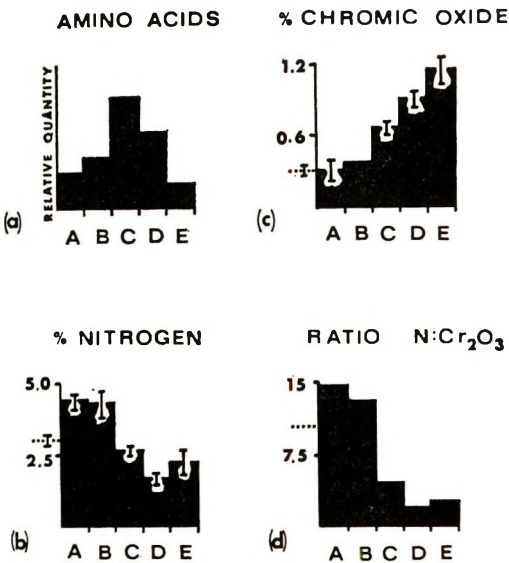 AMINO ACIDS
RELATIVE QUANTITY
(a)
A B C D E
% CHROMIC OXIDE
1.2
0.6
(c)
A B C D E
% NITROGEN
5.0
2.5
(b)
A B C D E
RATIO N:Cr₂O₃
15
7.5
(d)
A B C D E